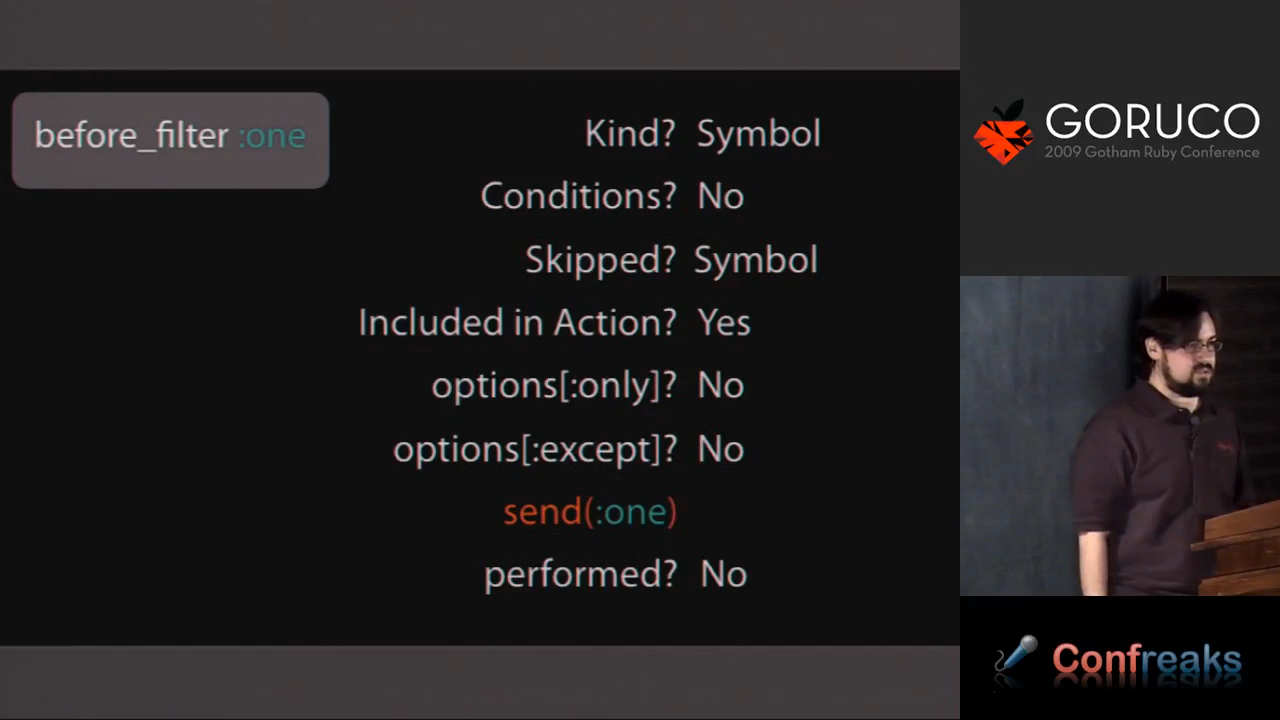 before_filter :one
Kind? Symbol
Conditions? No
Skipped? Symbol
Included in Action? Yes
options[:only]? No
options[:except]? No
send(:one)
performed? No
GORUCO
2009 Gotham Ruby Conference
Confreaks